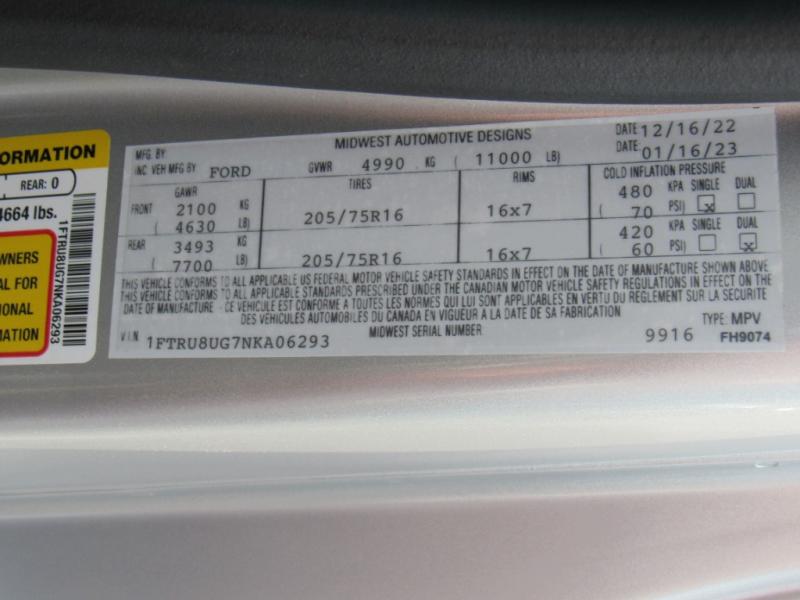 ORMATION
REAR: 0
4664 lbs.
WNERS
AL FOR
IONAL
MATION
1FTRU8UG7NKA06293
MIDWEST AUTOMOTIVE DESIGNS
DATE 12/16/22
MFG. BY
INC. VEH MFG BY FORD
GVWR 4990 KG ( 11000 LB)
DATE: 01/16/23
GAWR
TIRES
RIMS
COLD INFLATION PRESSURE
FRONT 2100 KG
( 4630 LB)
205/75R16
16x7
480 KPA SINGLE DUAL
( 70 PSI) X
REAR 3493 KG
( 7700 LB)
205/75R16
16x7
420 KPA SINGLE DUAL
( 60 PSI) X
THIS VEHICLE CONFORMS TO ALL APPLICABLE US FEDERAL MOTOR VEHICLE SAFETY STANDARDS IN EFFECT ON THE DATE OF MANUFACTURE SHOWN ABOVE
THIS VEHICLE CONFORMS TO ALL APPLICABLE STANDARDS PRESCRIBED UNDER THE CANADIAN MOTOR VEHICLE SAFETY REGULATIONS IN EFFECT ON THE
DATE OF MANUFACTURE - CE VEHICULE EST CONFORME A TOUTES LES NORMES QUI LUI SONT APPLICABLES EN VERTU DU REGLEMENT SUR LA SECURITE
DES VEHICULES AUTOMOBILES DU CANADA EN VIGUEUR A LA DATE DE SA FABRICATION
MIDWEST SERIAL NUMBER
TYPE: MPV
V.I.N. 1FTRU8UG7NKA06293
9916
FH9074